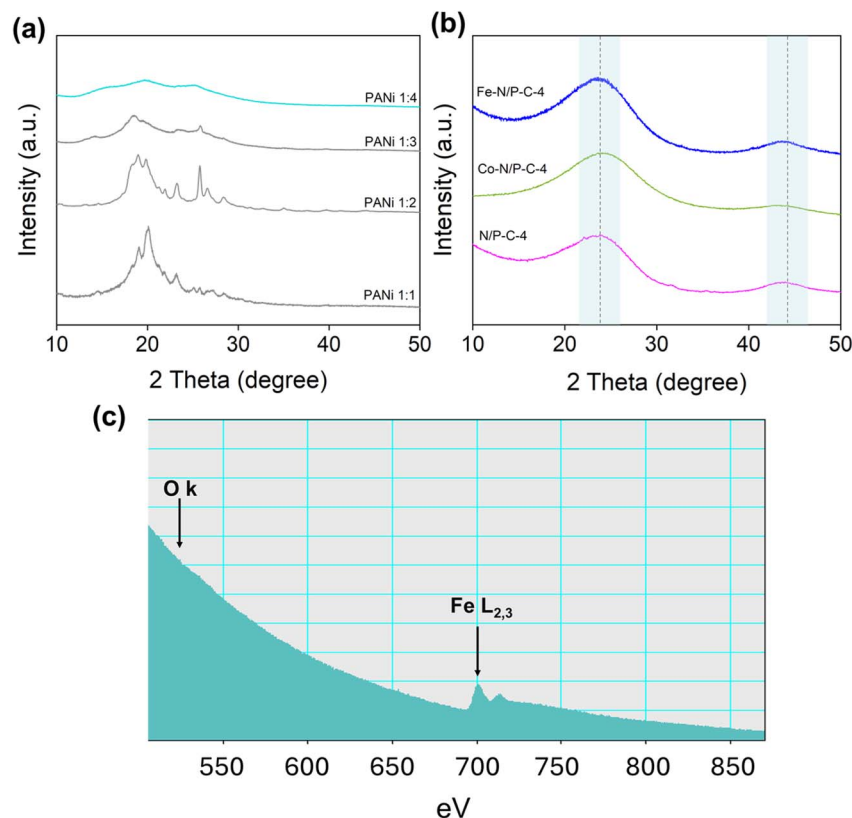 (a)
Intensity (a.u.)
PANi 1:4
PANi 1:3
PANi 1:2
PANi 1:1
10 20 30 40 50
2 Theta (degree)
(b)
Intensity (a.u.)
Fe-N/P-C-4
Co-N/P-C-4
N/P-C-4
10 20 30 40 50
2 Theta (degree)
(c)
O k
Fe L2,3
550 600 650 700 750 800 850
eV